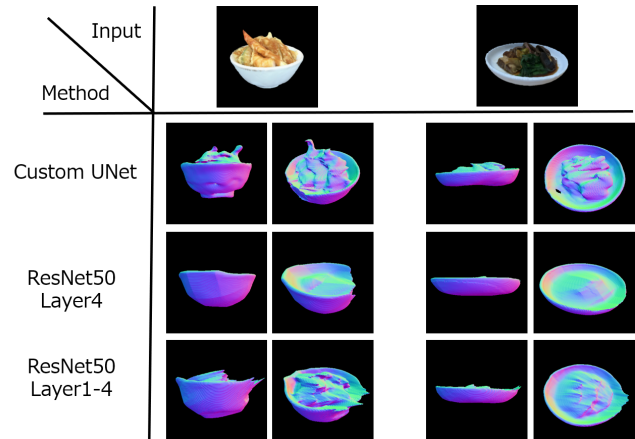 Input
Method
Custom UNet
ResNet50
Layer4
ResNet50
Layer1-4